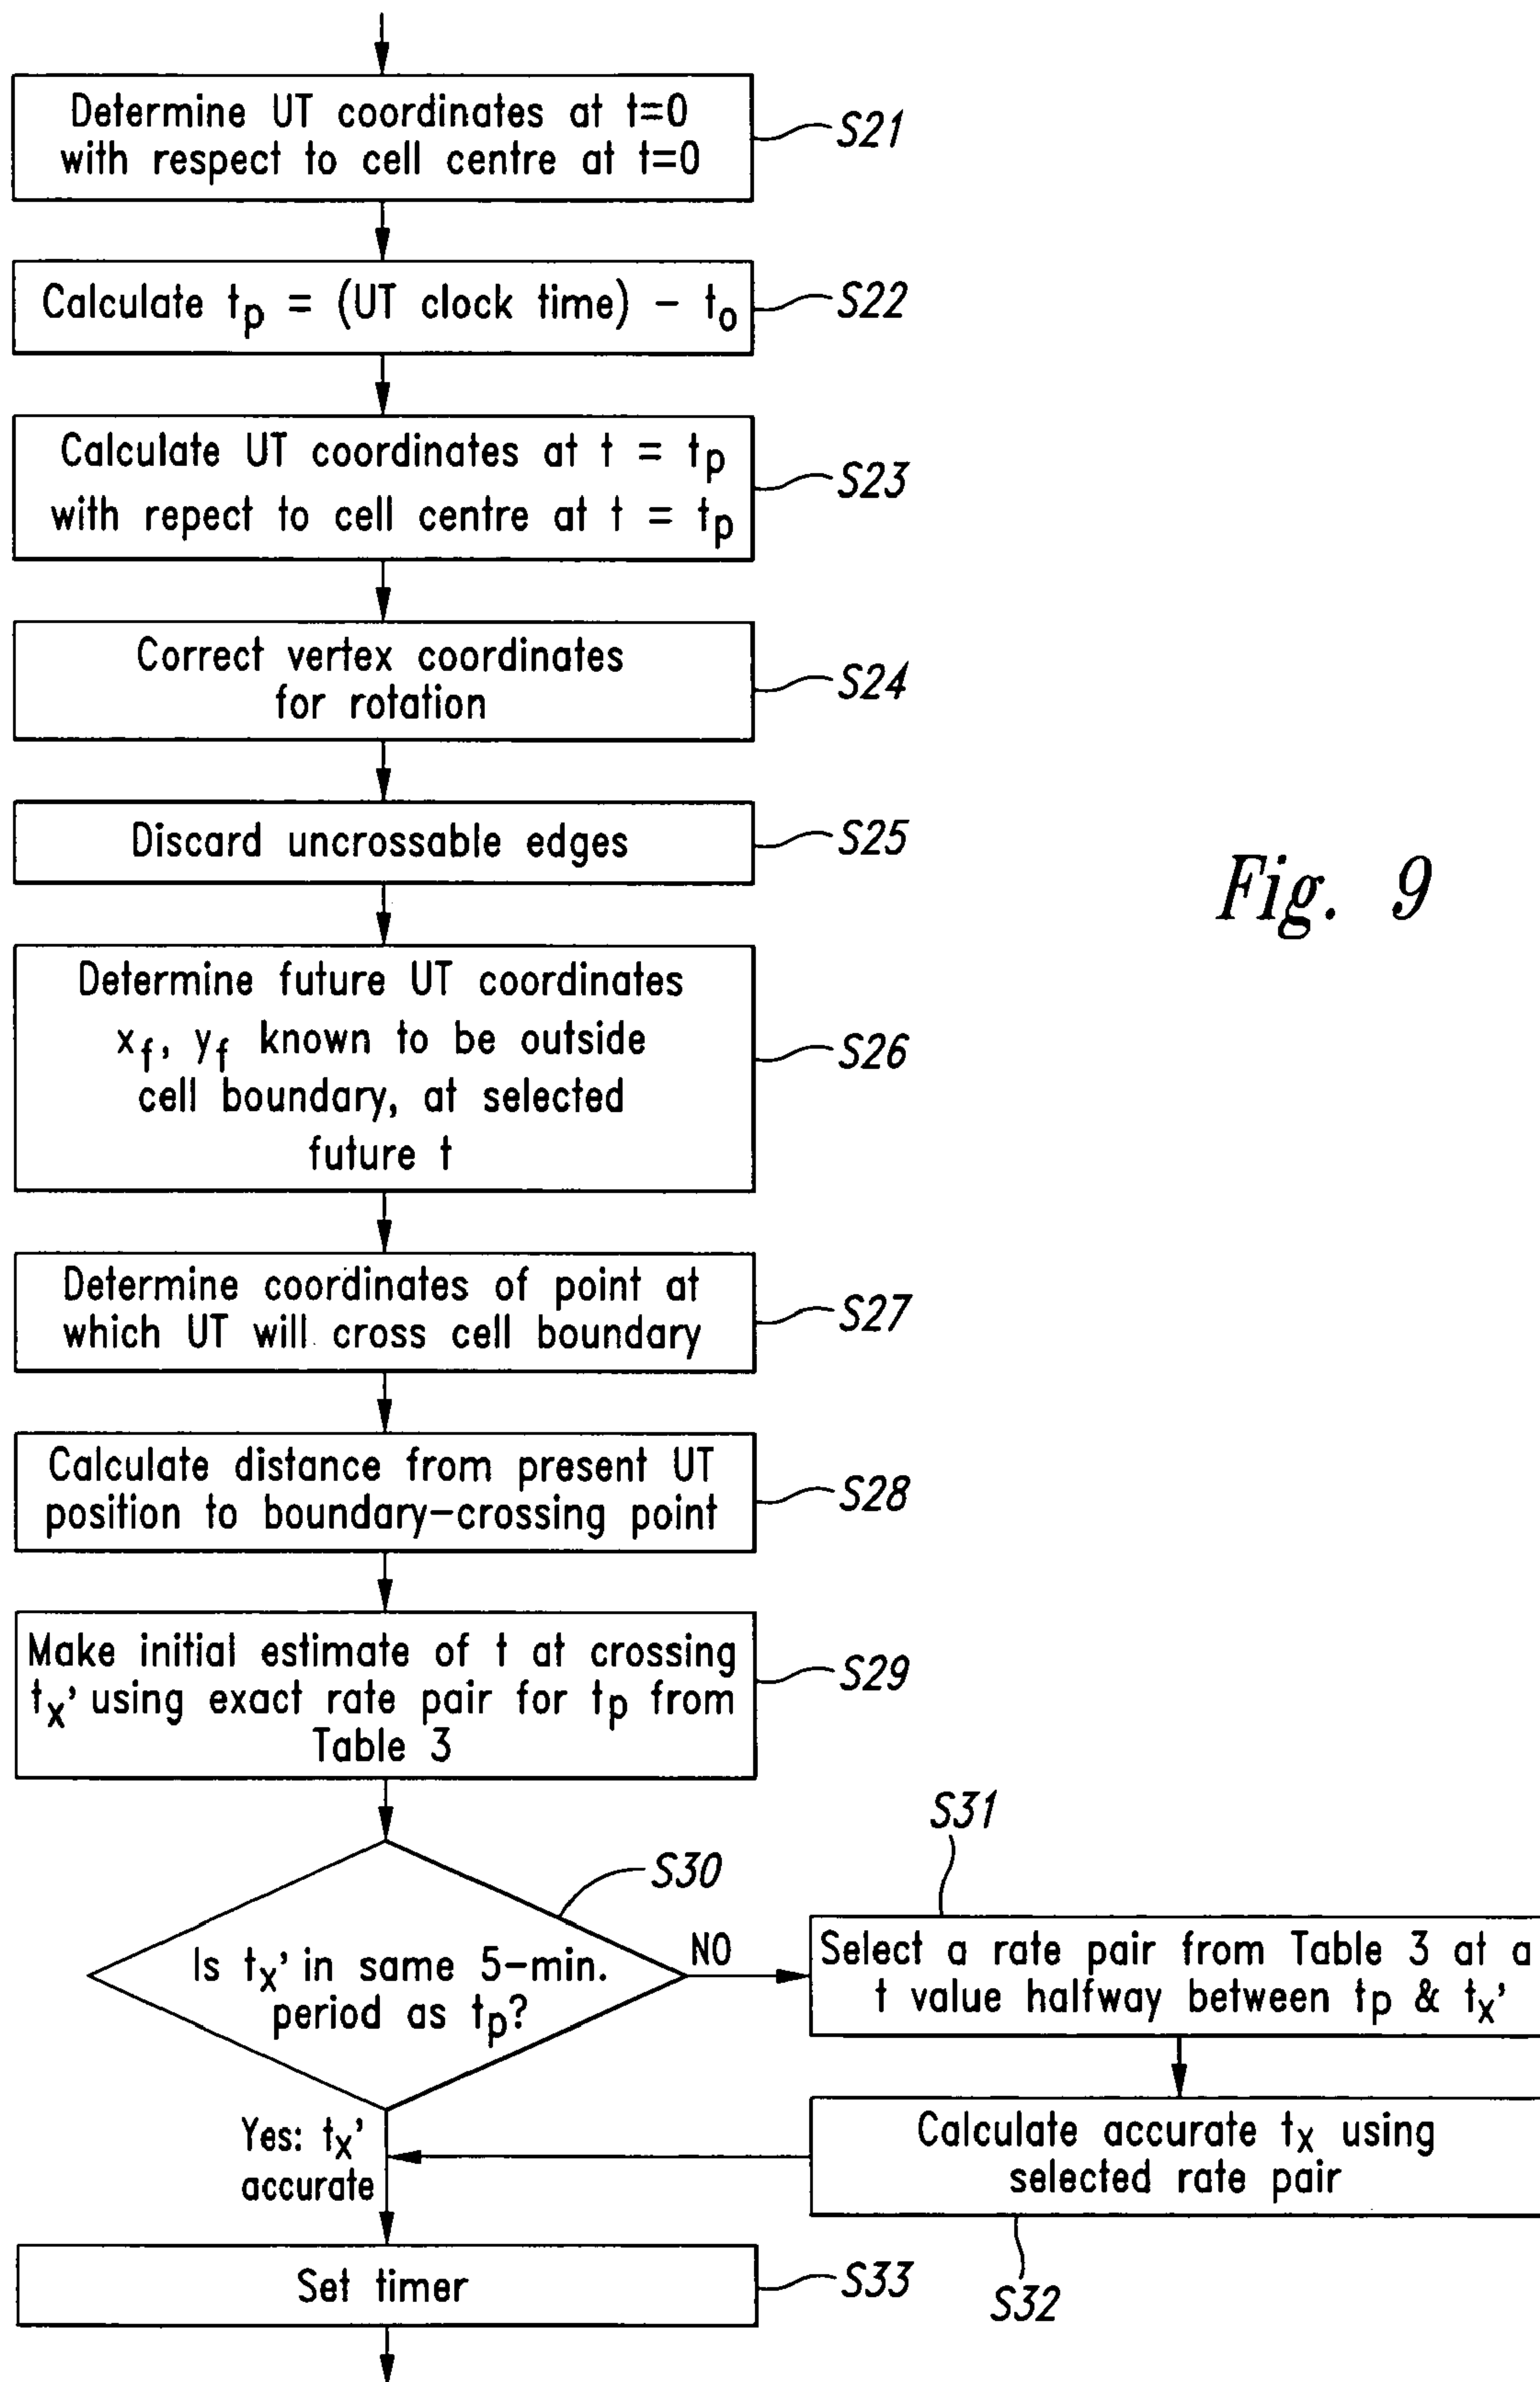 Determine UT coordinates at t=0
with respect to cell centre at t=0
S21
Calculate tp = (UT clock time) - to
S22
Calculate UT coordinates at t = tp
with repect to cell centre at t = tp
S23
Correct vertex coordinates
for rotation
S24
Discard uncrossable edges
S25
Fig. 9
Determine future UT coordinates
xf, yf known to be outside
cell boundary, at selected
future t
S26
Determine coordinates of point at
which UT will cross cell boundary
S27
Calculate distance from present UT
position to boundary-crossing point
S28
Make initial estimate of t at crossing
tx' using exact rate pair for tp from
Table 3
S29
Is tx' in same 5-min.
period as tp?
S30
NO
S31
Select a rate pair from Table 3 at a
t value halfway between tp & tx'
Calculate accurate tx using
selected rate pair
S32
Yes: tx'
accurate
Set timer
S33